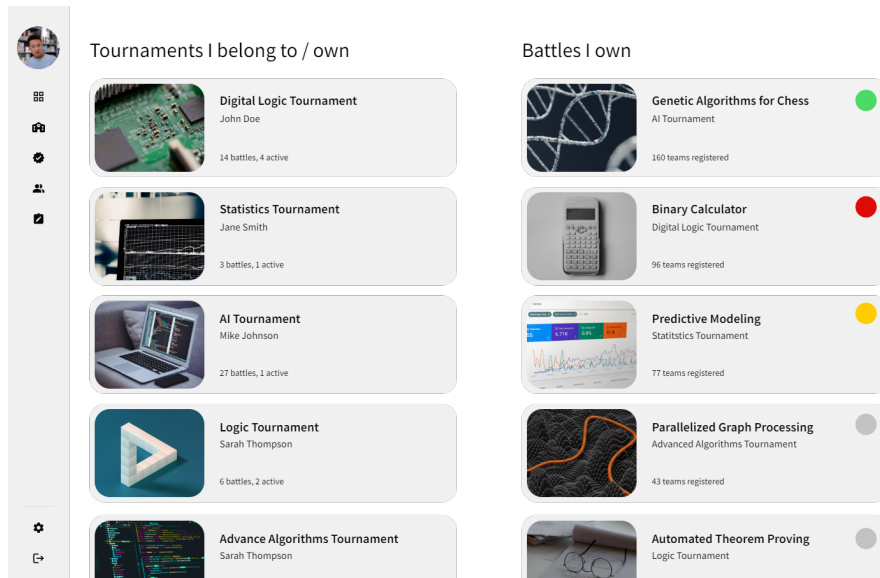 Tournaments I belong to / own
Digital Logic Tournament
John Doe
14 battles, 4 active
Statistics Tournament
Jane Smith
3 battles, 1 active
AI Tournament
Mike Johnson
27 battles, 1 active
Logic Tournament
Sarah Thompson
6 battles, 2 active
Advance Algorithms Tournament
Sarah Thompson
Battles I own
Genetic Algorithms for Chess
AI Tournament
160 teams registered
Binary Calculator
Digital Logic Tournament
96 teams registered
Predictive Modeling
Statitstics Tournament
77 teams registered
Parallelized Graph Processing
Advanced Algorithms Tournament
43 teams registered
Automated Theorem Proving
Logic Tournament